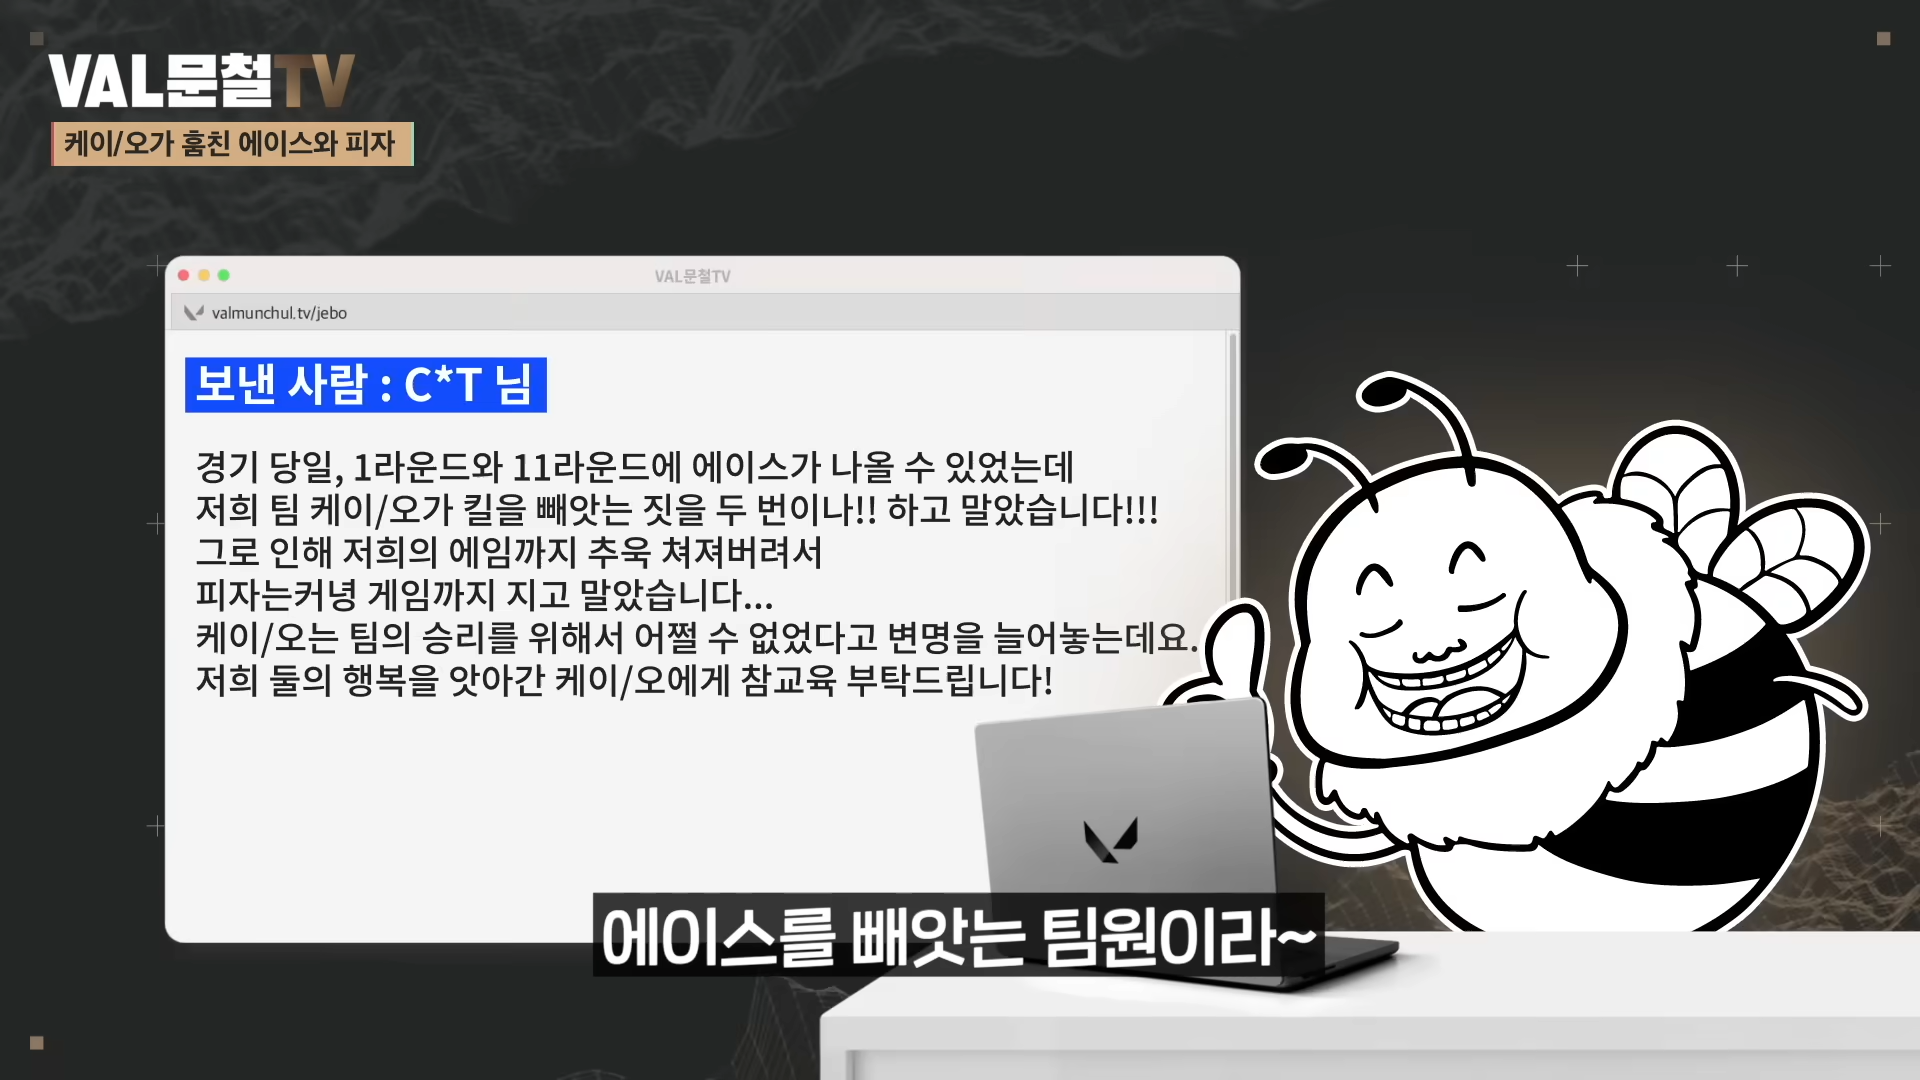 VAL문철TV
케이/오가 훔친 에이스와 피자
VAL문철TV
valmunchul.tv/jebo
보낸 사람 : C*T 님
경기 당일, 1라운드와 11라운드에 에이스가 나올 수 있었는데
저희 팀 케이/오가 킬을 빼앗는 짓을 두 번이나!! 하고 말았습니다!!!
그로 인해 저희의 에임까지 추욱 쳐져버려서
피자는커녕 게임까지 지고 말았습니다...
케이/오는 팀의 승리를 위해서 어쩔 수 없었다고 변명을 늘어놓는데요.
저희 둘의 행복을 앗아간 케이/오에게 참교육 부탁드립니다!
에이스를 빼앗는 팀원이라~